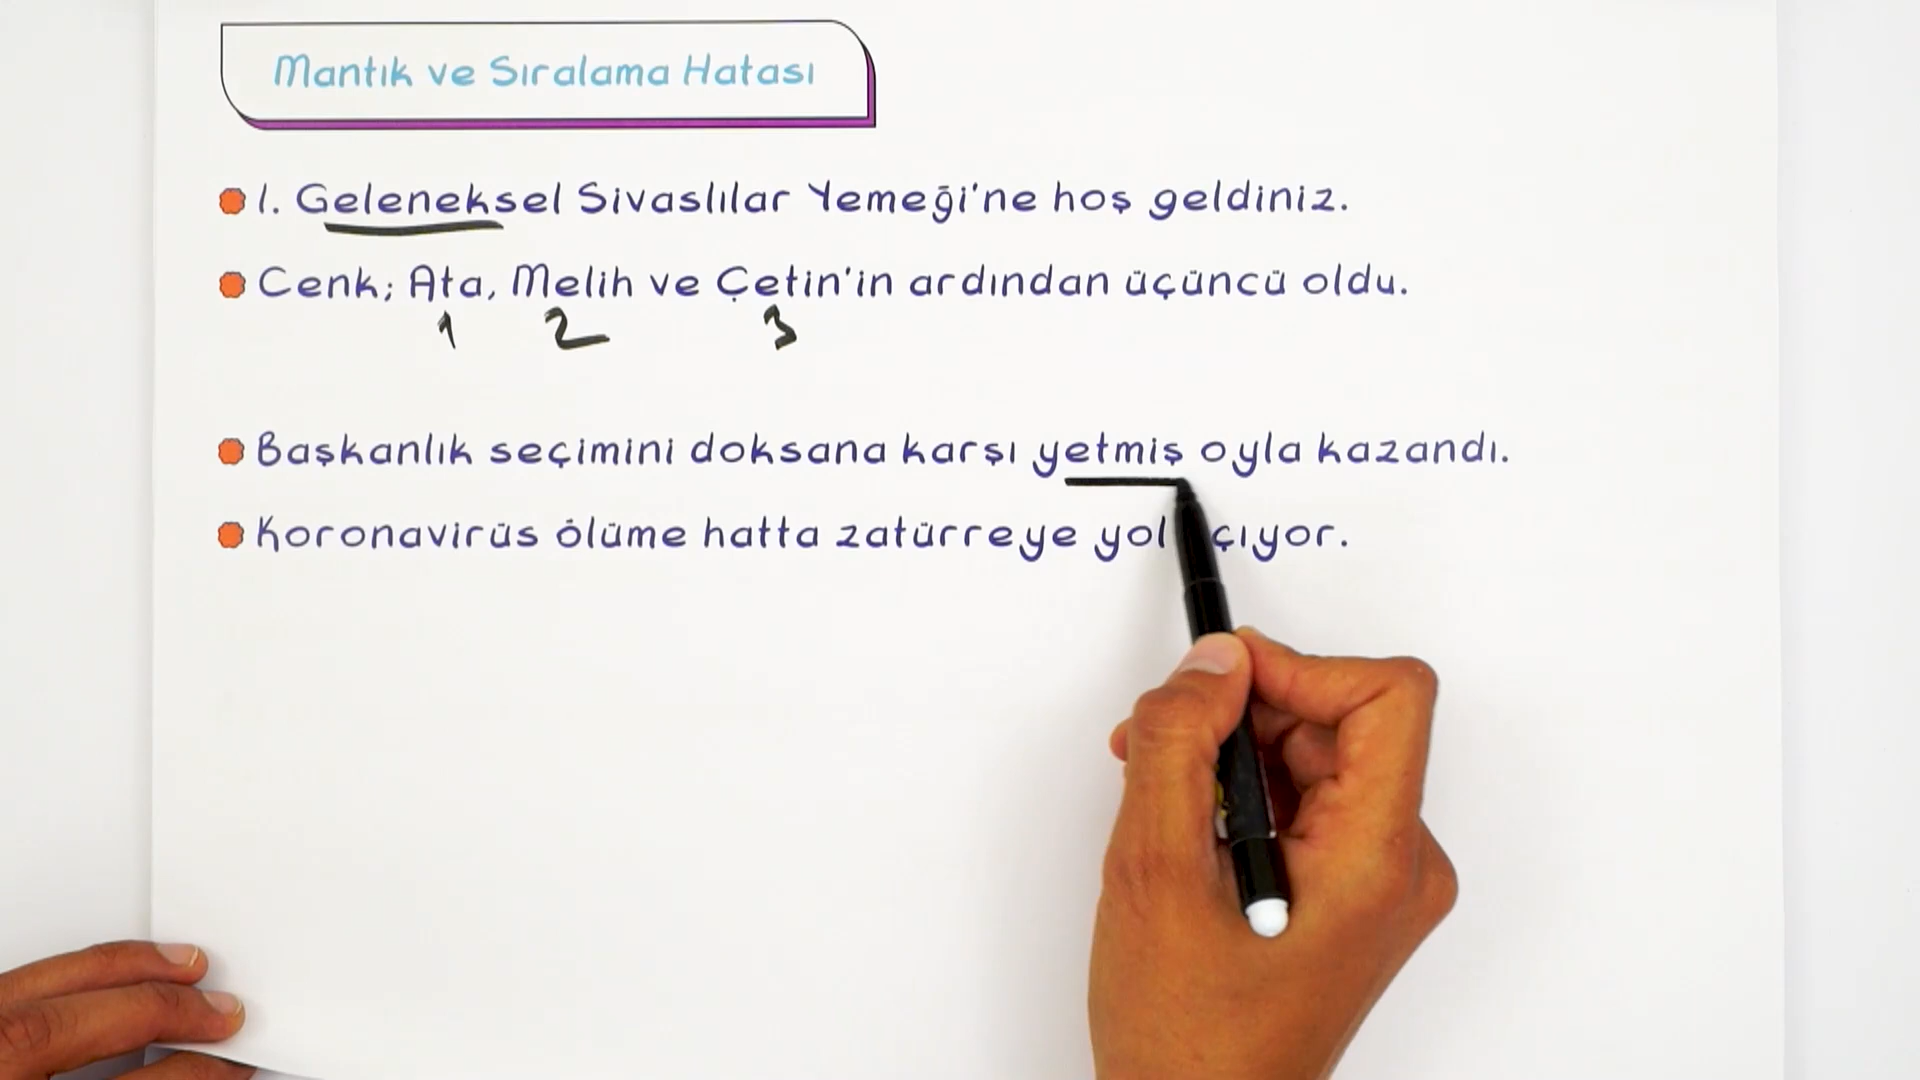 Mantık ve Sıralama Hatası
1. Geleneksel Sivaslılar Yemeği'ne hoş geldiniz.
Cenk; Ata, Melih ve Çetin'in ardından üçüncü oldu.
1 2 3
Başkanlık seçimini doksana karşı yetmiş oyla kazandı.
Koronavirüs ölüme hatta zatürreye yol çıyor.